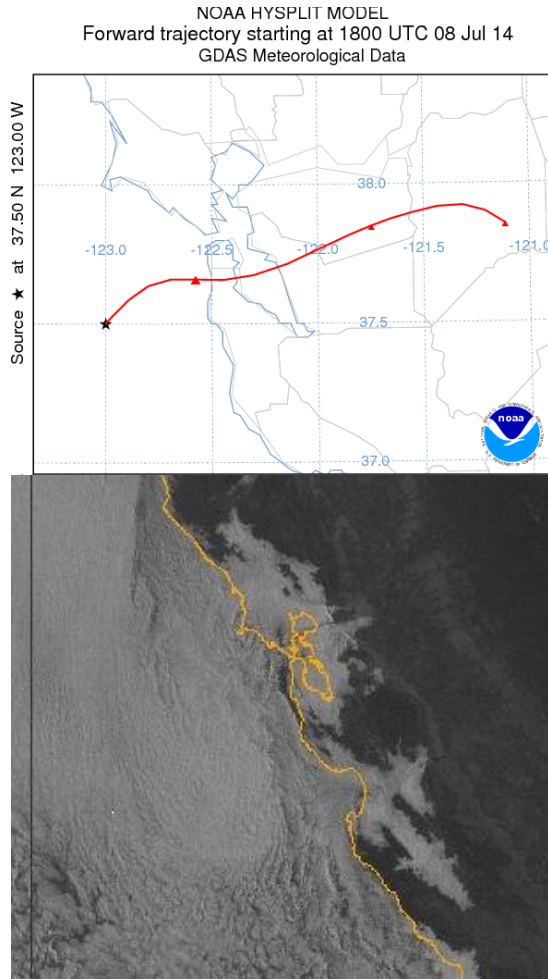 NOAA HYSPLIT MODEL
Forward trajectory starting at 1800 UTC 08 Jul 14
GDAS Meteorological Data
Source ★ at 37.50 N 123.00 W
38.0
-123.0
-122.5
-122.0
-121.5
-121.0
37.5
37.0
noaa